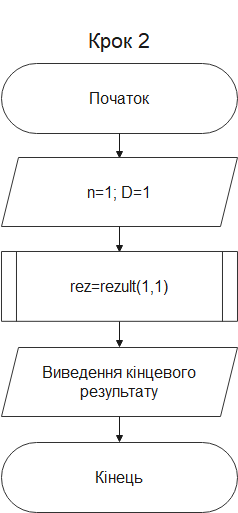 Крок 2
Початок
n=1; D=1
rez=rezult(1,1)
Виведення кінцевого
результату
Кінець